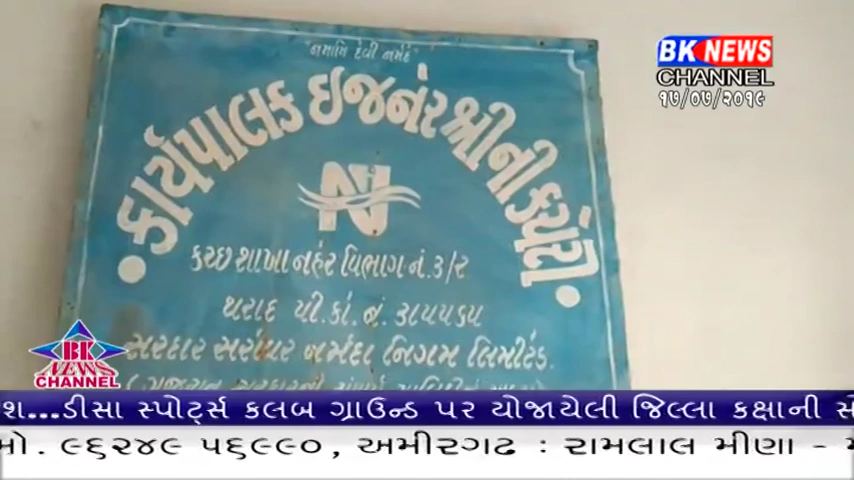 "નમામિ દેવી નર્મદે"
કાર્યપાલક ઇજનેર શ્રીની કચેરી
N
કચ્છ શાખા નહેર વિભાગ નં. ૩/૨
થરાદ પી.કો. નં. ૩૮૫૫૬૫
સરદાર સરોવર નર્મદા નિગમ લિમીટેડ.
BK NEWS
CHANNEL
૧૭/૦૭/૨૦૧૯
BK
NEWS
CHANNEL
શ...ડીસા સ્પોર્ટ્સ કલબ ગ્રાઉન્ડ પર યોજાયેલી જિલ્લા કક્ષાની સે
મો. ૯૬૨૪૯ ૫૬૯૯૦, અમીરગઢ : રામલાલ મીણા -